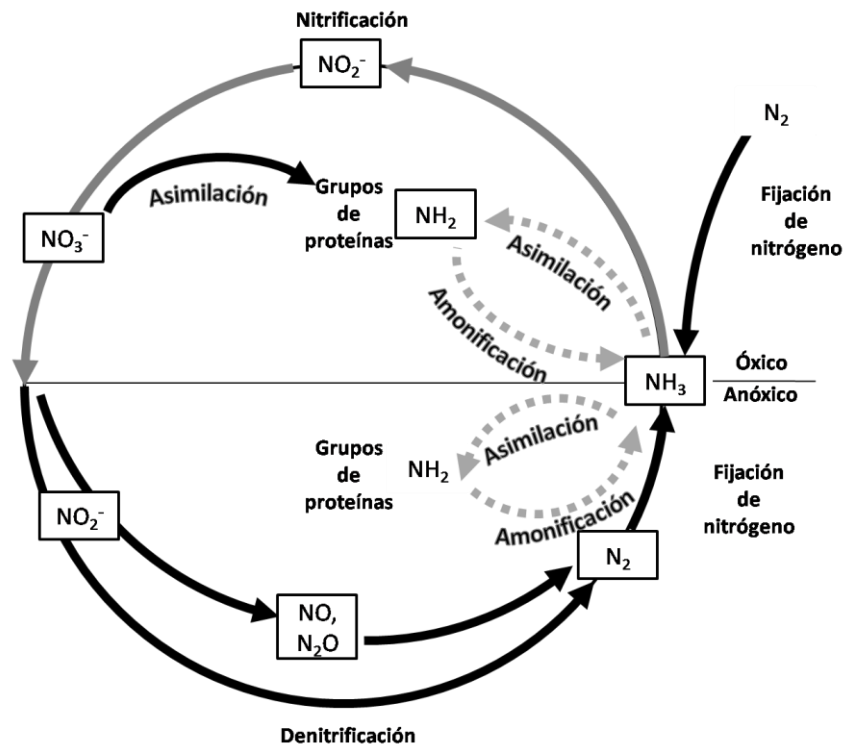 Nitrificación
NO₂⁻
N₂
Asimilación
Grupos
de
proteínas
NH₂
Fijación
de
nitrógeno
NO₃⁻
Asimilación
Amonificación
NH₃
Óxico
Anóxico
Asimilación
Grupos
de
proteínas
NH₂
Fijación
de
nitrógeno
NO₂⁻
Amonificación
N₂
NO,
N₂O
Denitrificación